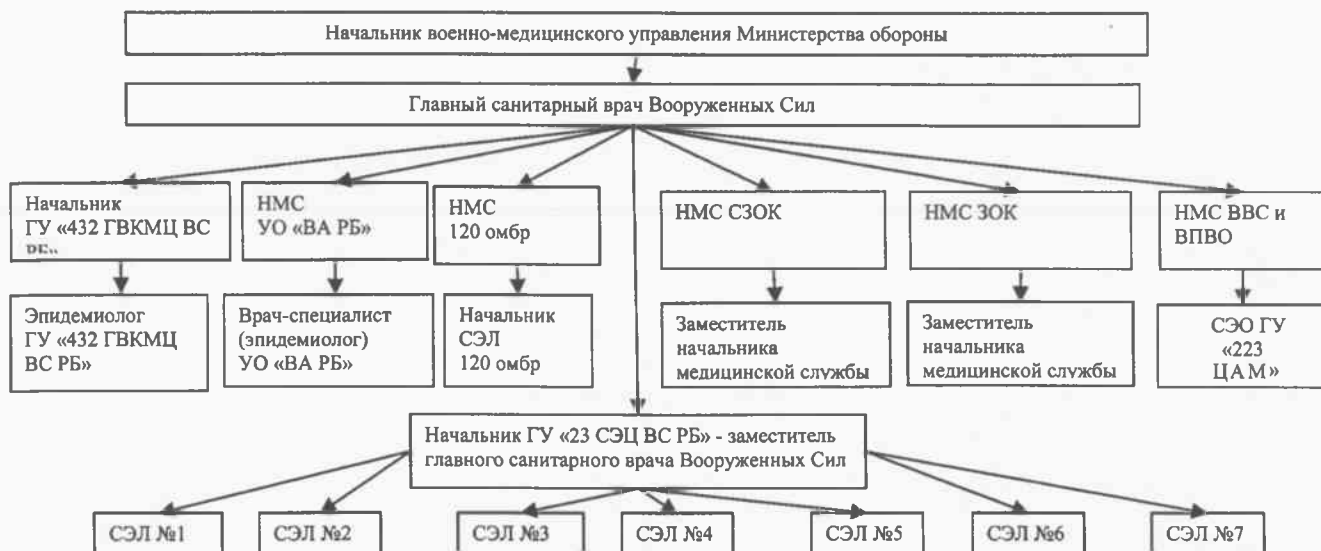 Начальник военно-медицинского управления Министерства обороны
Главный санитарный врач Вооруженных Сил
Начальник
ГУ «432 ГВКМЦ ВС
РБ»
НМС
УО «ВА РБ»
НМС
120 омбр
НМС СЗОК
НМС ЗОК
НМС ВВС и
ВПВО
Эпидемиолог
ГУ «432 ГВКМЦ
ВС РБ»
Врач-специалист
(эпидемиолог)
УО «ВА РБ»
Начальник
СЭЛ
120 омбр
Заместитель
начальника
медицинской службы
Заместитель
начальника
медицинской службы
СЭО ГУ
«223
ЦАМ»
Начальник ГУ «23 СЭЦ ВС РБ» - заместитель
главного санитарного врача Вооруженных Сил
СЭЛ №1
СЭЛ №2
СЭЛ №3
СЭЛ №4
СЭЛ №5
СЭЛ №6
СЭЛ №7